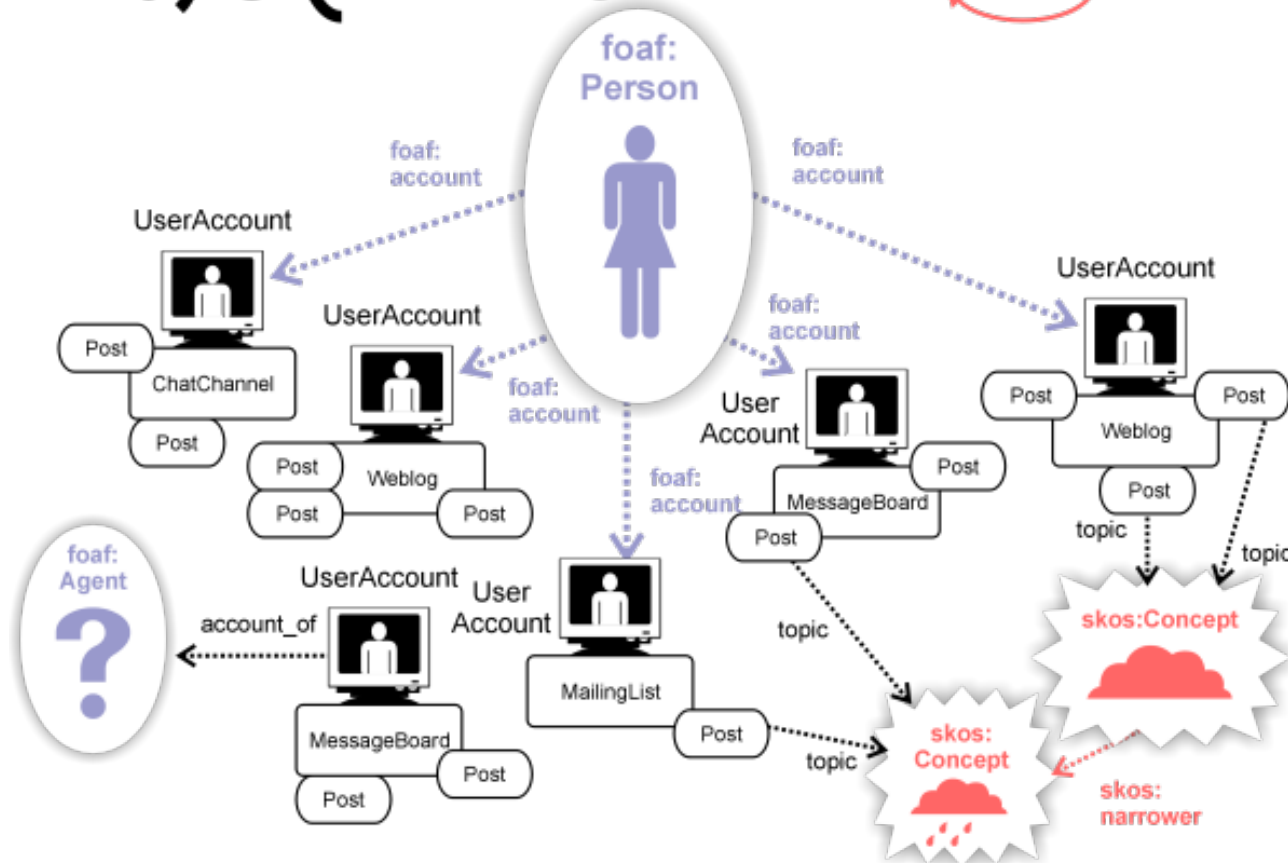 foaf:
Person
foaf:
account
foaf:
account
UserAccount
UserAccount
foaf:
account
UserAccount
Post
ChatChannel
Post
foaf:
account
User
Account
Post
Post
Weblog
Post
Weblog
Post
Post
Post
foaf:
account
Post
MessageBoard
Post
Post
topic
topic
foaf:
Agent
UserAccount
User
Account
account_of
topic
skos:Concept
MailingList
Post
topic
skos:
Concept
MessageBoard
Post
Post
skos:
narrower